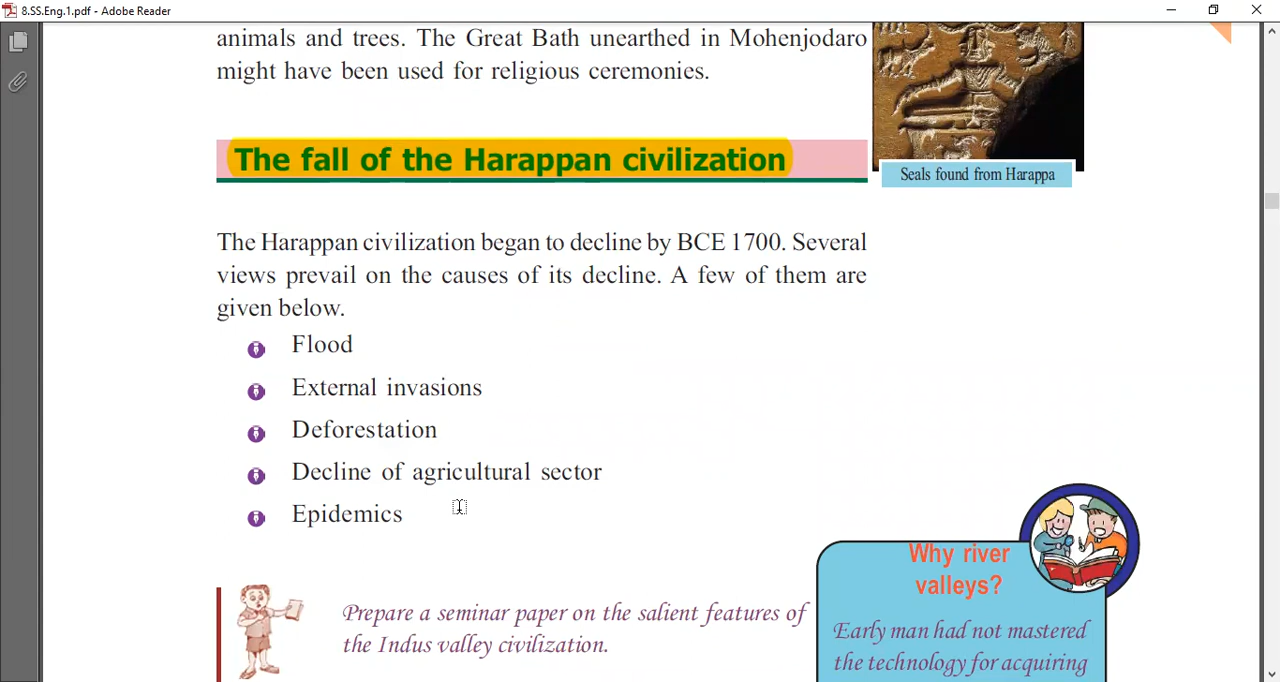 8.SS.Eng.1.pdf - Adobe Reader
animals and trees. The Great Bath unearthed in Mohenjodaro
might have been used for religious ceremonies.
The fall of the Harappan civilization
Seals found from Harappa
The Harappan civilization began to decline by BCE 1700. Several
views prevail on the causes of its decline. A few of them are
given below.
Flood
External invasions
Deforestation
Decline of agricultural sector
Epidemics
Prepare a seminar paper on the salient features of
the Indus valley civilization.
Why river
valleys?
Early man had not mastered
the technology for acquiring